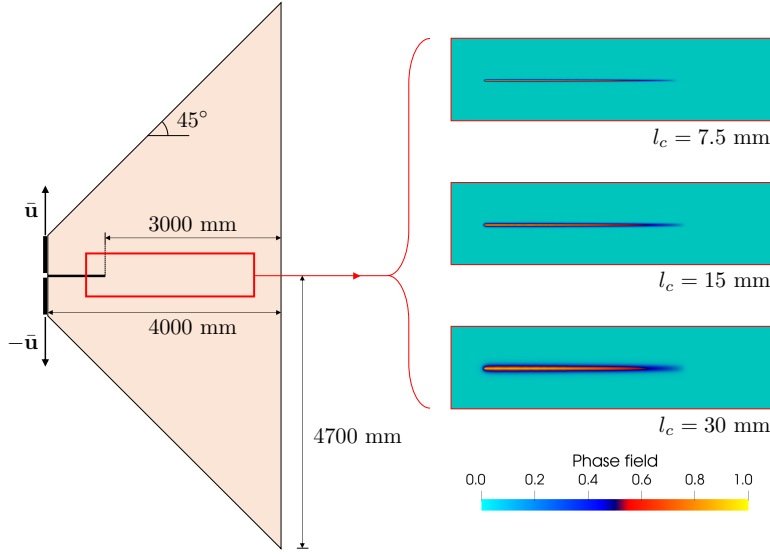 45°
ū
3000 mm
4000 mm
−ū
4700 mm
l_c = 7.5 mm
l_c = 15 mm
l_c = 30 mm
Phase field
0.0 0.2 0.4 0.6 0.8 1.0